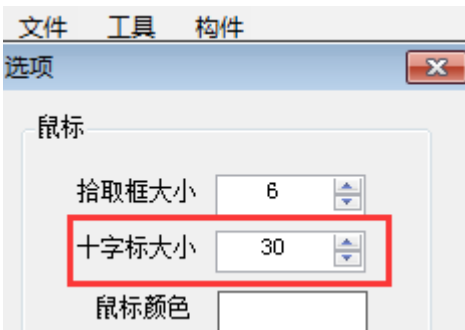 文件 工具 构件
选项
鼠标
拾取框大小 6
十字标大小 30
鼠标颜色